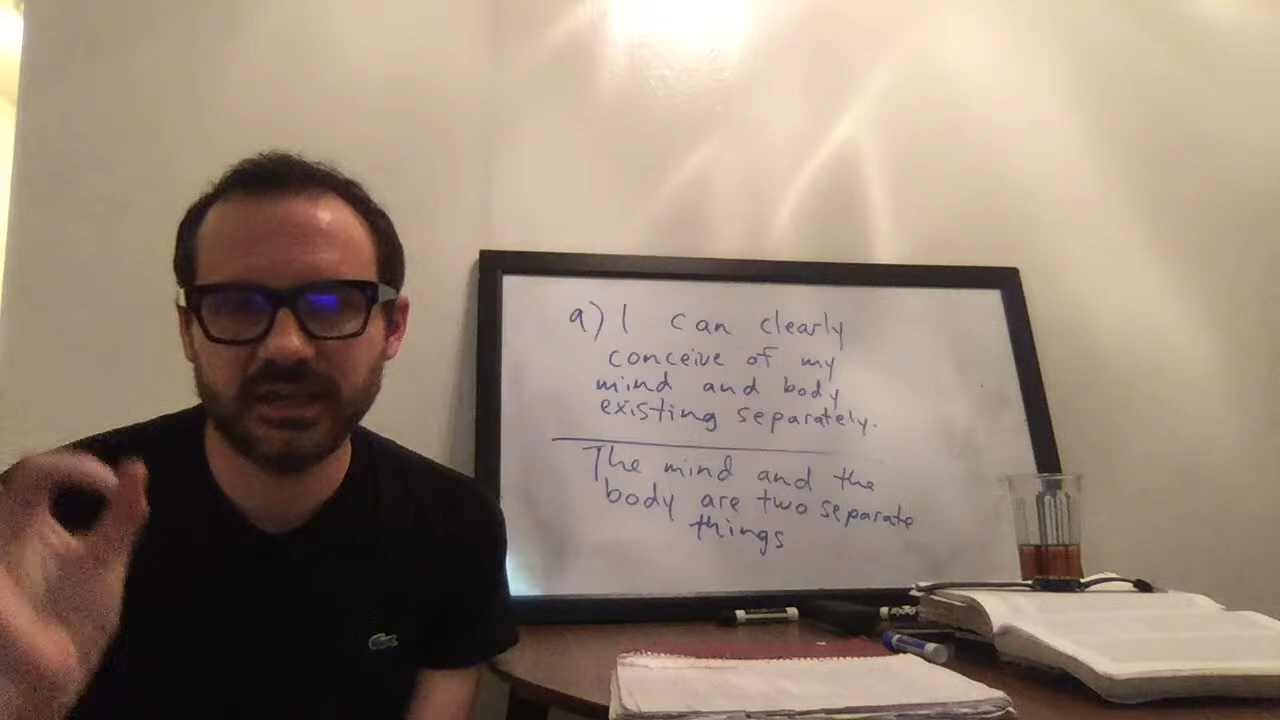 a) I can clearly
conceive of my
mind and body
existing separately.
The mind and the
body are two separate
things